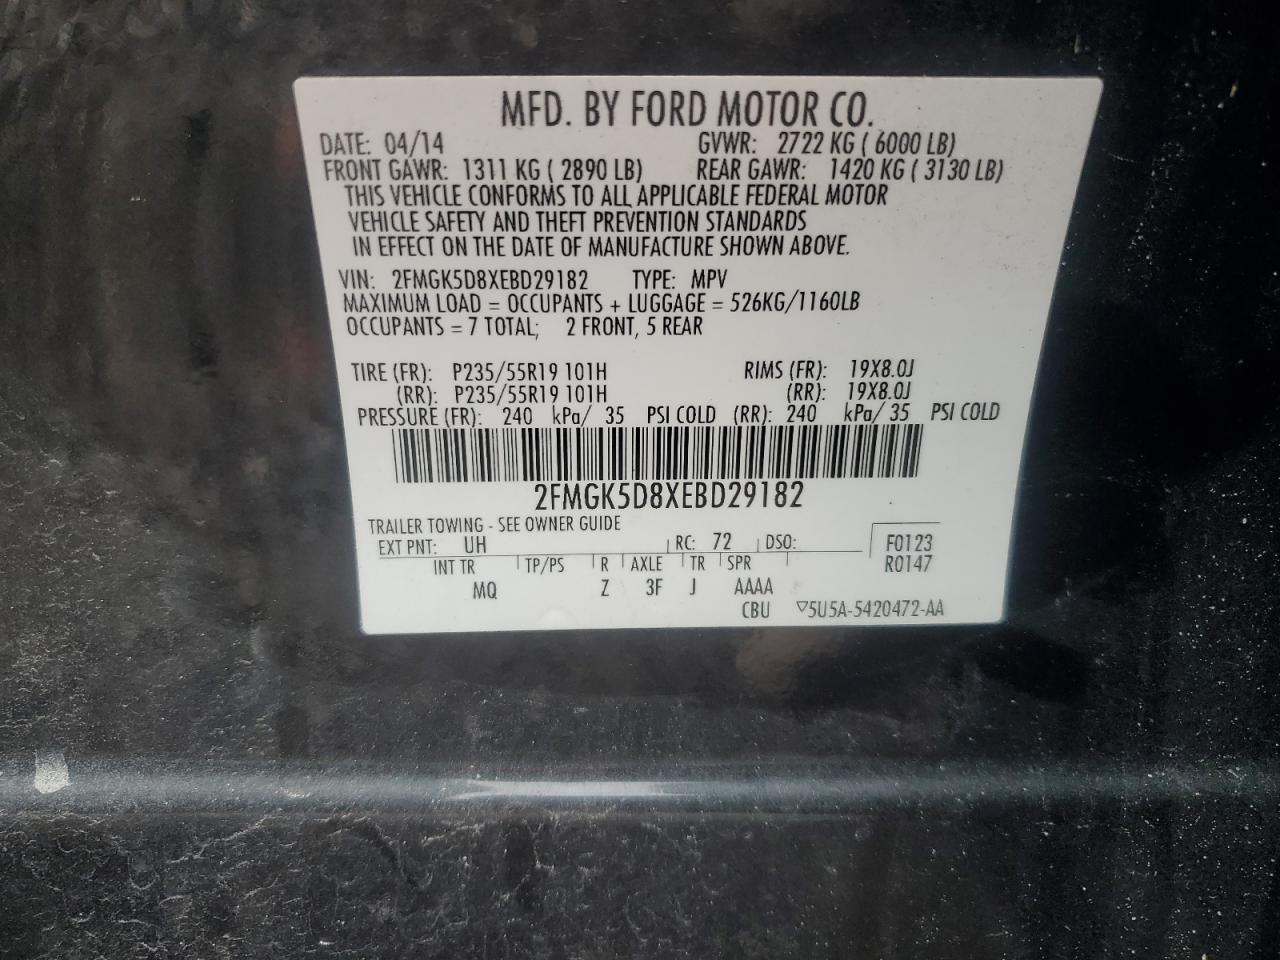 MFD. BY FORD MOTOR CO.
DATE: 04/14 GVWR: 2722 KG ( 6000 LB)
FRONT GAWR: 1311 KG ( 2890 LB) REAR GAWR: 1420 KG ( 3130 LB)
THIS VEHICLE CONFORMS TO ALL APPLICABLE FEDERAL MOTOR
VEHICLE SAFETY AND THEFT PREVENTION STANDARDS
IN EFFECT ON THE DATE OF MANUFACTURE SHOWN ABOVE.
VIN: 2FMGK5D8XEBD29182 TYPE: MPV
MAXIMUM LOAD = OCCUPANTS + LUGGAGE = 526KG/1160LB
OCCUPANTS = 7 TOTAL; 2 FRONT, 5 REAR
TIRE (FR): P235/55R19 101H RIMS (FR): 19X8.0J
(RR): P235/55R19 101H (RR): 19X8.0J
PRESSURE (FR): 240 kPa/ 35 PSI COLD (RR): 240 kPa/ 35 PSI COLD
2FMGK5D8XEBD29182
TRAILER TOWING - SEE OWNER GUIDE
EXT PNT: UH RC: 72 DSO: F0123
INT TR TP/PS R AXLE TR SPR R0147
MQ Z 3F J AAAA
CBU ▽5U5A-5420472-AA